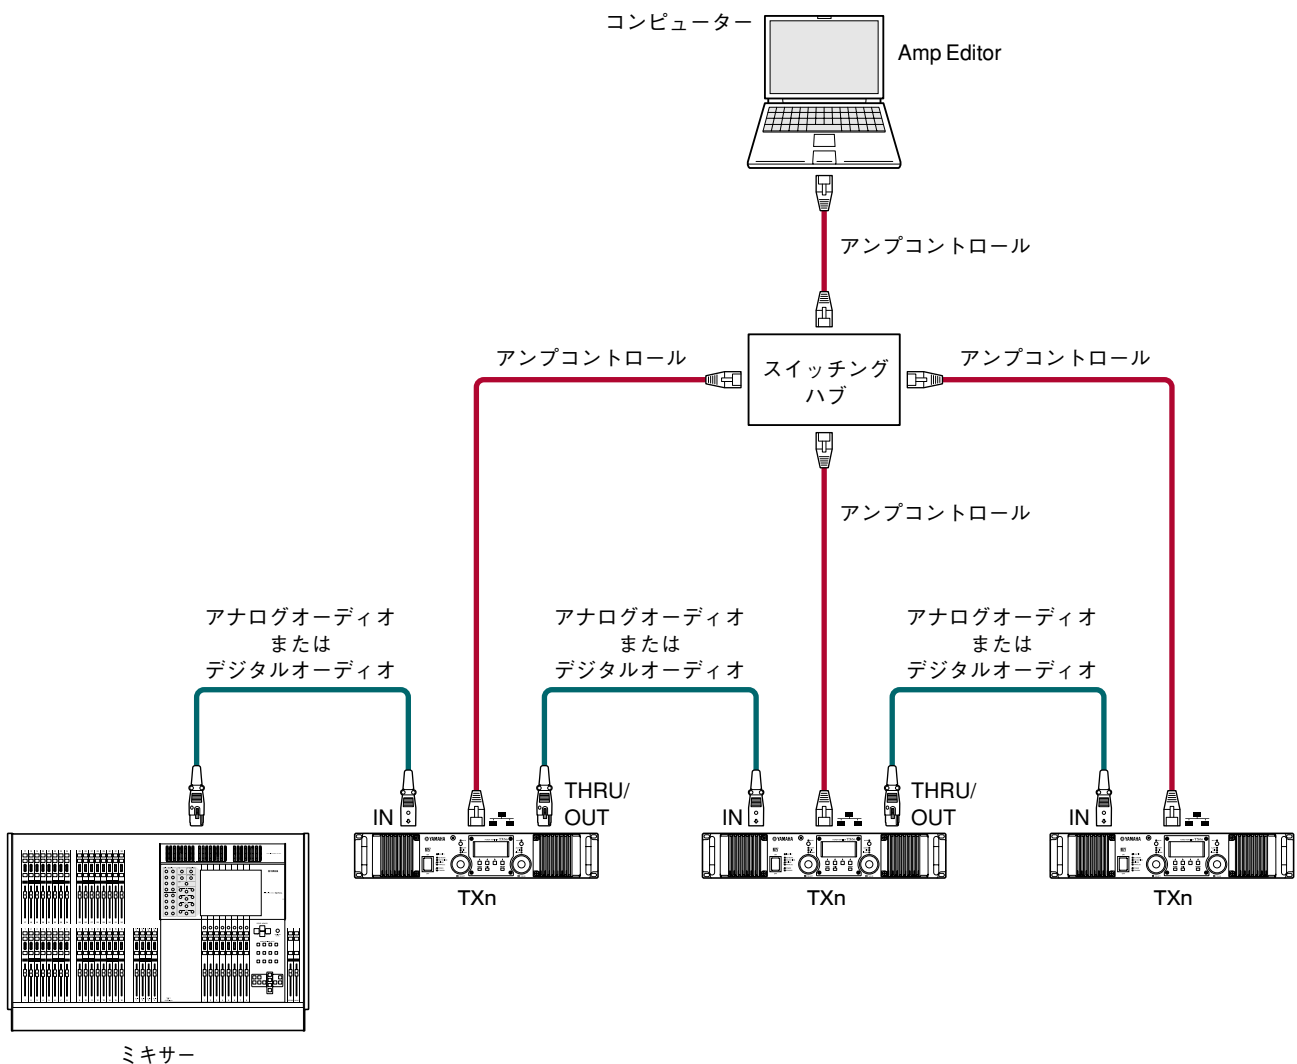 コンピューター
Amp Editor
アンプコントロール
アンプコントロール
スイッチング
ハブ
アンプコントロール
アンプコントロール
アナログオーディオ
または
デジタルオーディオ
アナログオーディオ
または
デジタルオーディオ
アナログオーディオ
または
デジタルオーディオ
IN
THRU/
OUT
IN
THRU/
OUT
IN
YAMAHA
YAMAHA
YAMAHA
TXn
TXn
TXn
ミキサー